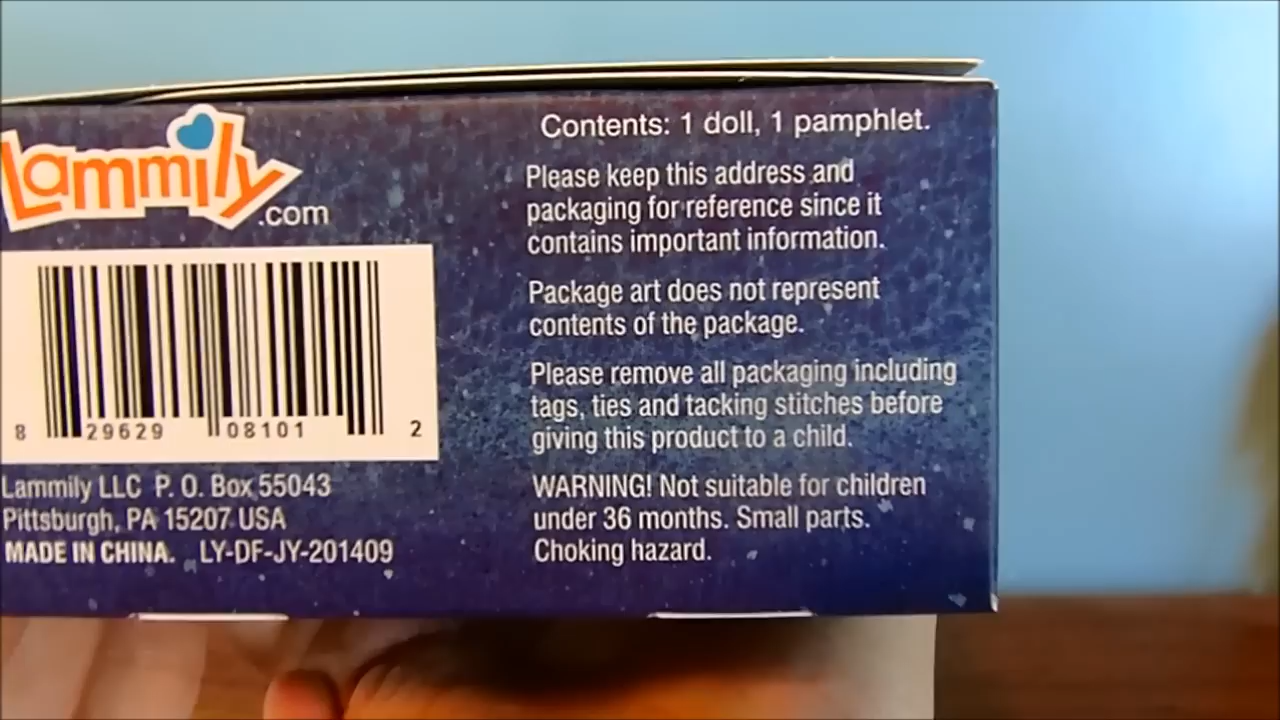 Lammily
.com
8 29629 08101 2
Lammily LLC P. O. Box 55043
Pittsburgh, PA 15207 USA
MADE IN CHINA. LY-DF-JY-201409
Contents: 1 doll, 1 pamphlet.
Please keep this address and
packaging for reference since it
contains important information.
Package art does not represent
contents of the package.
Please remove all packaging including
tags, ties and tacking stitches before
giving this product to a child.
WARNING! Not suitable for children
under 36 months. Small parts.
Choking hazard.